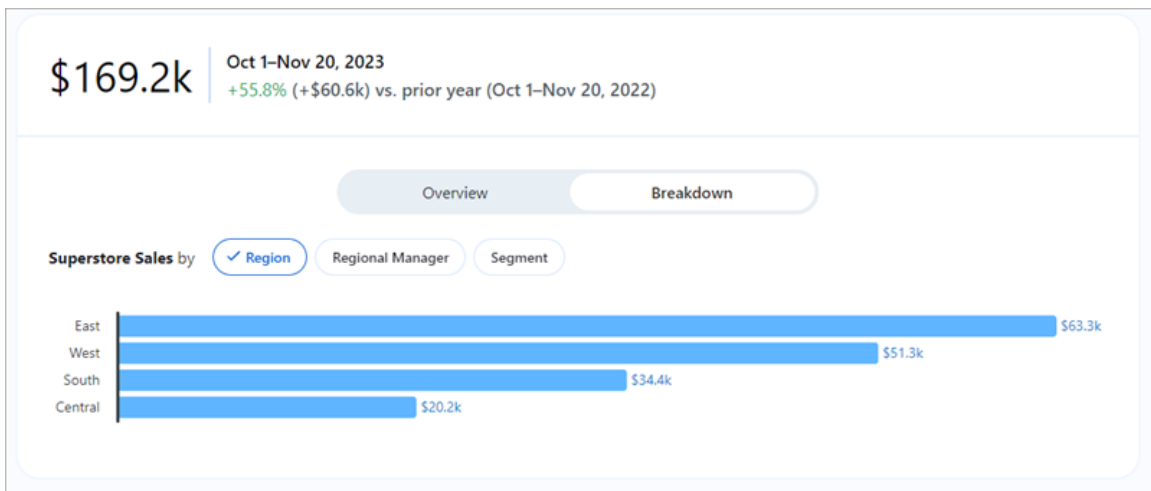 $169.2k
Oct 1–Nov 20, 2023
+55.8% (+$60.6k) vs. prior year (Oct 1–Nov 20, 2022)
Overview Breakdown
Superstore Sales by Region Regional Manager Segment
East $63.3k
West $51.3k
South $34.4k
Central $20.2k